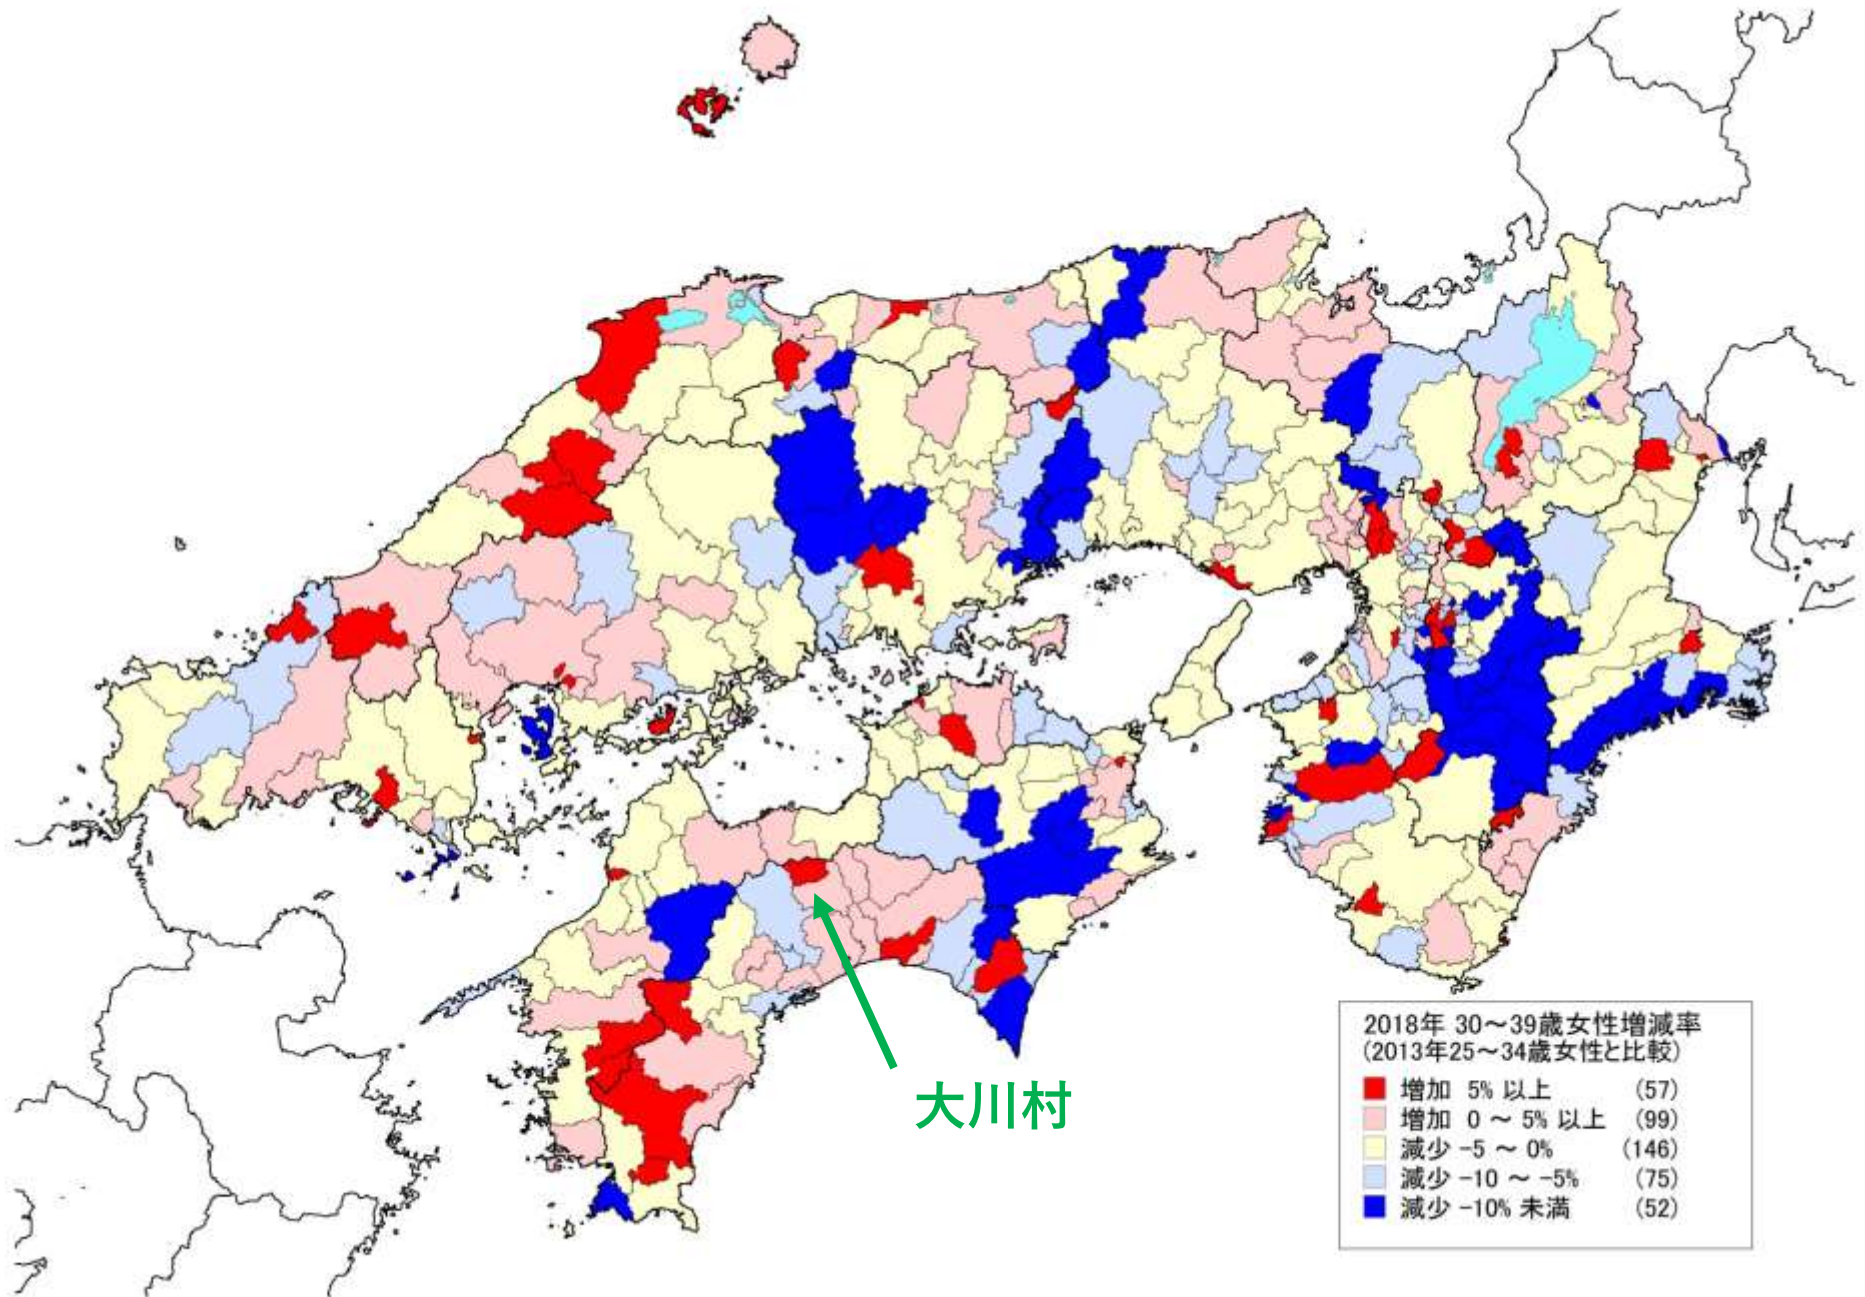 大川村
2018年 30～39歳女性増減率
(2013年25～34歳女性と比較)
増加 5% 以上 (57)
増加 0 ～ 5% 以上 (99)
減少 -5 ～ 0% (146)
減少 -10 ～ -5% (75)
減少 -10% 未満 (52)